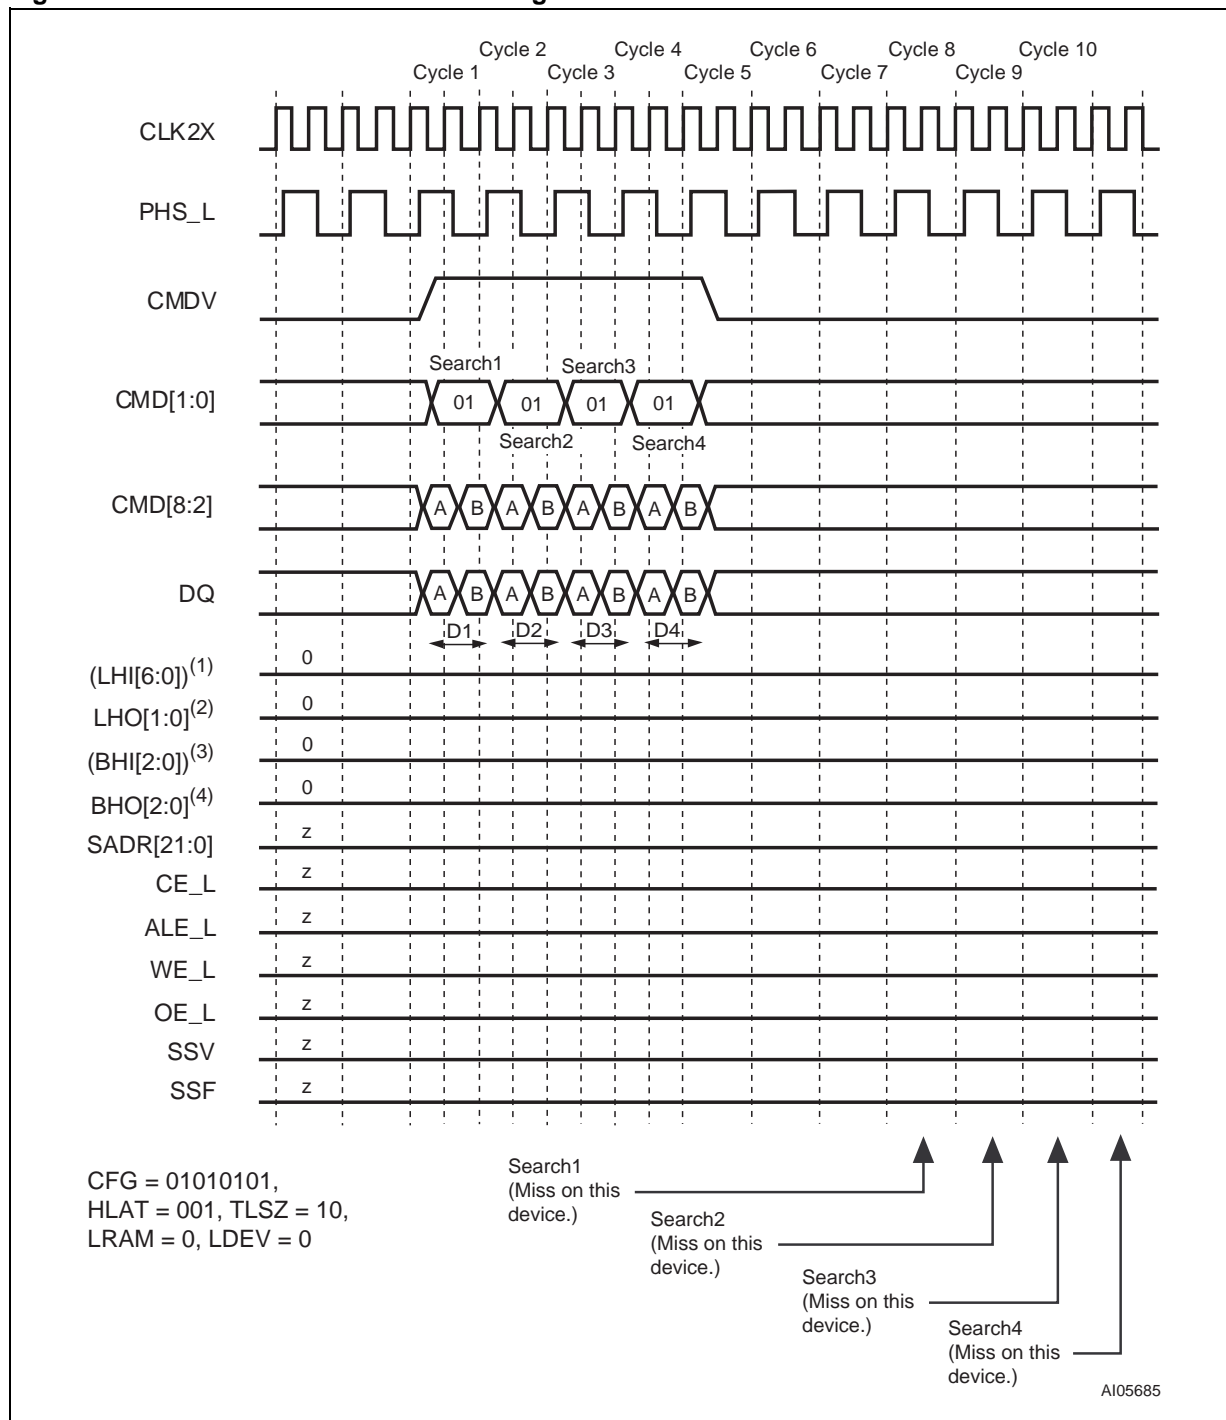 Cycle 2 Cycle 4 Cycle 6 Cycle 8 Cycle 10
Cycle 1 Cycle 3 Cycle 5 Cycle 7 Cycle 9
CLK2X
PHS_L
CMDV
Search1 Search3
CMD[1:0] 01 01 01 01
Search2 Search4
CMD[8:2] A B A B A B A B
DQ A B A B A B A B
D1 D2 D3 D4
(LHI[6:0])(1) 0
LHO[1:0](2) 0
(BHI[2:0])(3) 0
BHO[2:0](4) 0
SADR[21:0] z
CE_L z
ALE_L z
WE_L z
OE_L z
SSV z
SSF z
CFG = 01010101,
HLAT = 001, TLSZ = 10,
LRAM = 0, LDEV = 0
Search1
(Miss on this
device.)
Search2
(Miss on this
device.)
Search3
(Miss on this
device.)
Search4
(Miss on this
device.)
AI05685